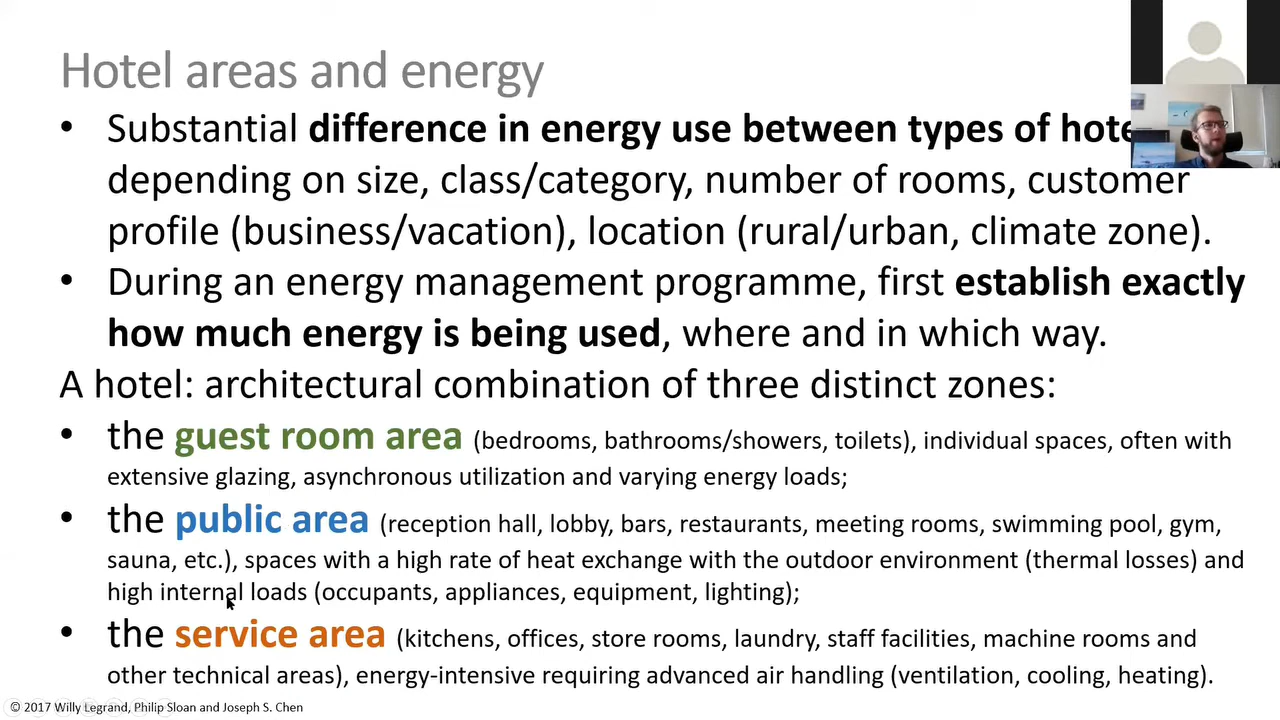 Hotel areas and energy
• Substantial difference in energy use between types of hote
depending on size, class/category, number of rooms, customer
profile (business/vacation), location (rural/urban, climate zone).
• During an energy management programme, first establish exactly
how much energy is being used, where and in which way.
A hotel: architectural combination of three distinct zones:
• the guest room area (bedrooms, bathrooms/showers, toilets), individual spaces, often with
extensive glazing, asynchronous utilization and varying energy loads;
• the public area (reception hall, lobby, bars, restaurants, meeting rooms, swimming pool, gym,
sauna, etc.), spaces with a high rate of heat exchange with the outdoor environment (thermal losses) and
high internal loads (occupants, appliances, equipment, lighting);
• the service area (kitchens, offices, store rooms, laundry, staff facilities, machine rooms and
other technical areas), energy-intensive requiring advanced air handling (ventilation, cooling, heating).
© 2017 Willy Legrand, Philip Sloan and Joseph S. Chen